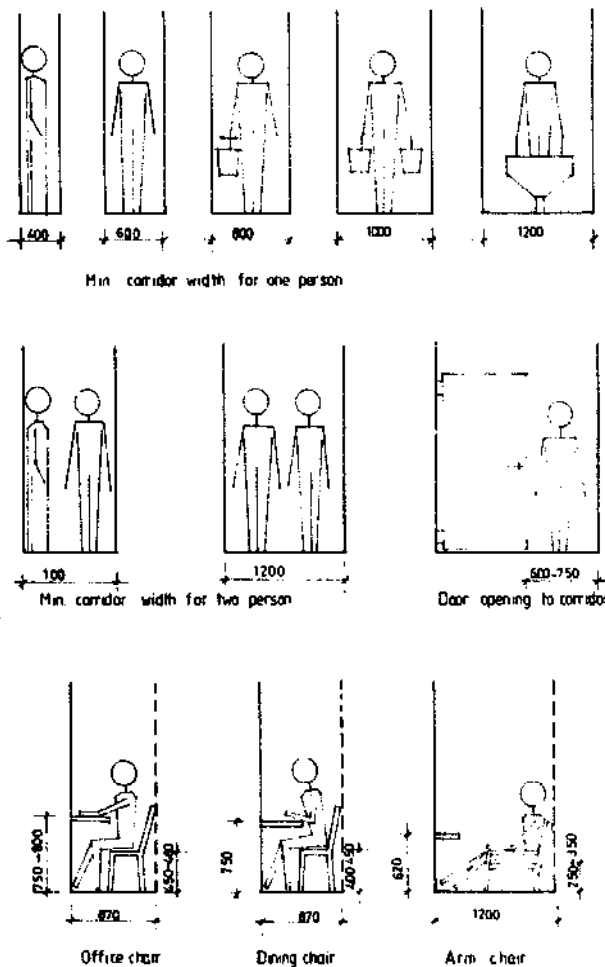 400 600 800 1000 1200
Min. corridor width for one person
100 1200 600-750
Min. corridor width for two person Door opening to corridor
750-800 750 400-450 620
870 870 1200
Office chair Dining chair Arm chair